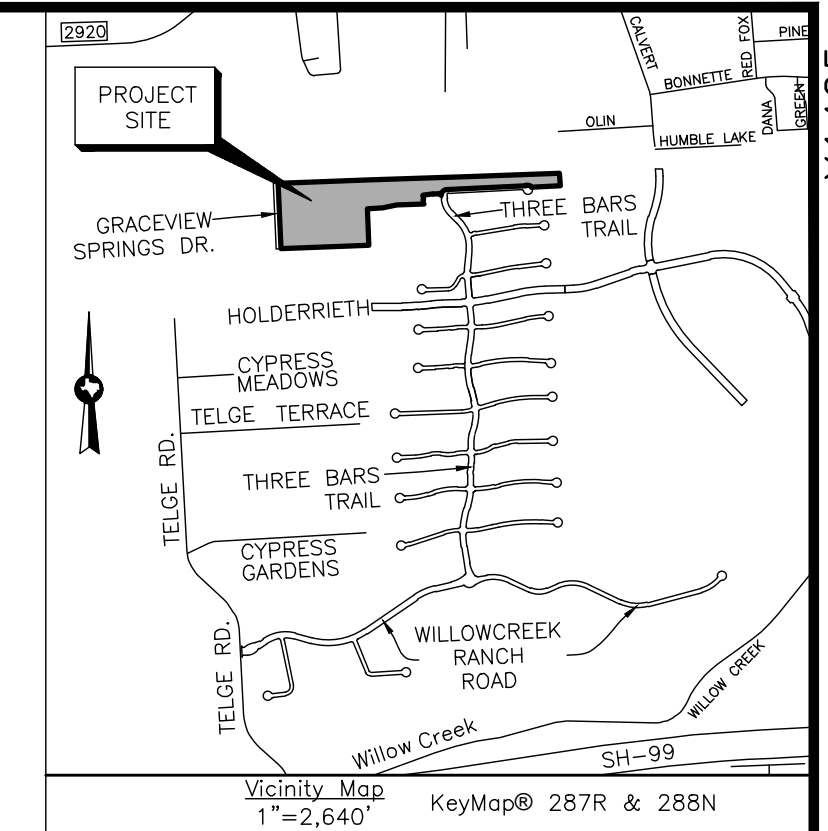 2920
CALVERT
RED FOX
PINE
BONNETTE
DANA
GREEN
PROJECT
SITE
OLIN
HUMBLE LAKE
GRACEVIEW
SPRINGS DR.
THREE BARS
TRAIL
HOLDERRIETH
CYPRESS
MEADOWS
TELGE TERRACE
TELGE RD.
THREE BARS
TRAIL
CYPRESS
GARDENS
TELGE RD.
WILLOWCREEK
RANCH
ROAD
WILLOW CREEK
Willow Creek
SH-99
Vicinity Map
1"=2,640'
KeyMap® 287R & 288N